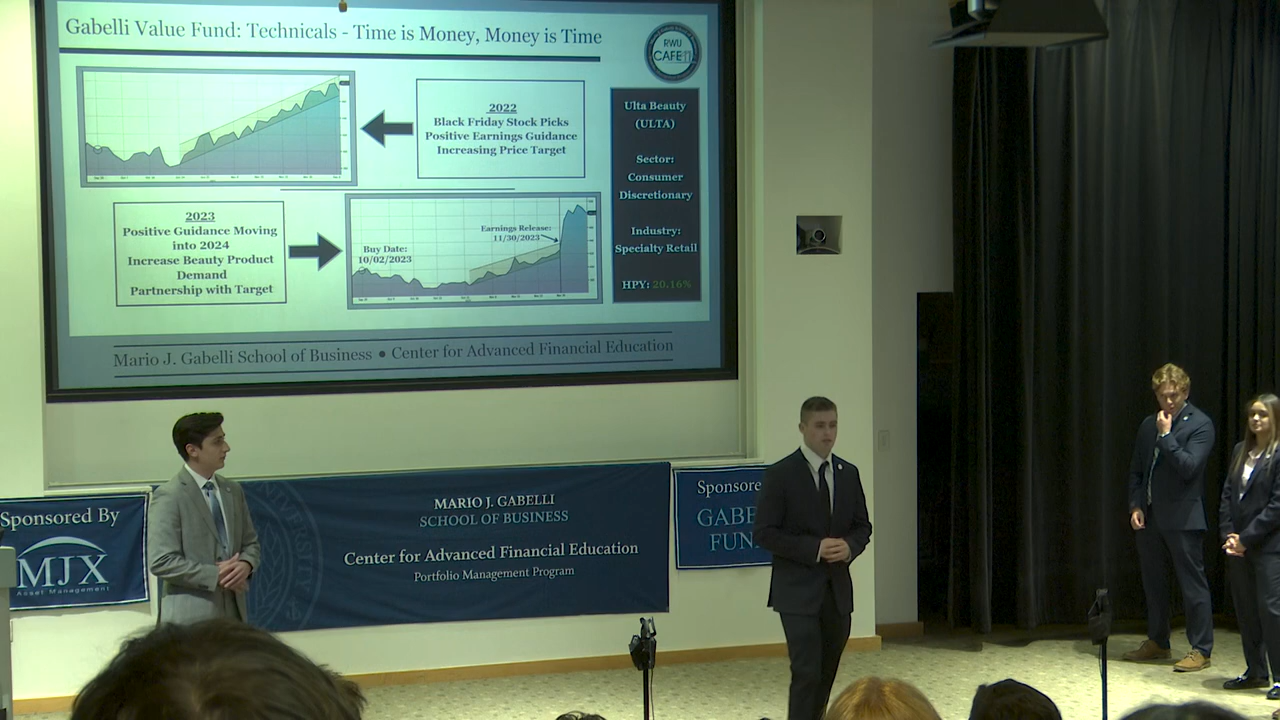 Gabelli Value Fund: Technicals - Time is Money, Money is Time
RWU
CAFE
2022
Black Friday Stock Picks
Positive Earnings Guidance
Increasing Price Target
Ulta Beauty
(ULTA)
Sector:
Consumer
Discretionary
Industry:
Specialty Retail
HPY: 20.16%
2023
Positive Guidance Moving
into 2024
Increase Beauty Product
Demand
Partnership with Target
Buy Date:
10/02/2023
Earnings Release:
11/30/2023
Mario J. Gabelli School of Business ● Center for Advanced Financial Education
Sponsored By
MJX
Asset Management
MARIO J. GABELLI
SCHOOL OF BUSINESS
Center for Advanced Financial Education
Portfolio Management Program
Sponsore
GABE
FUN